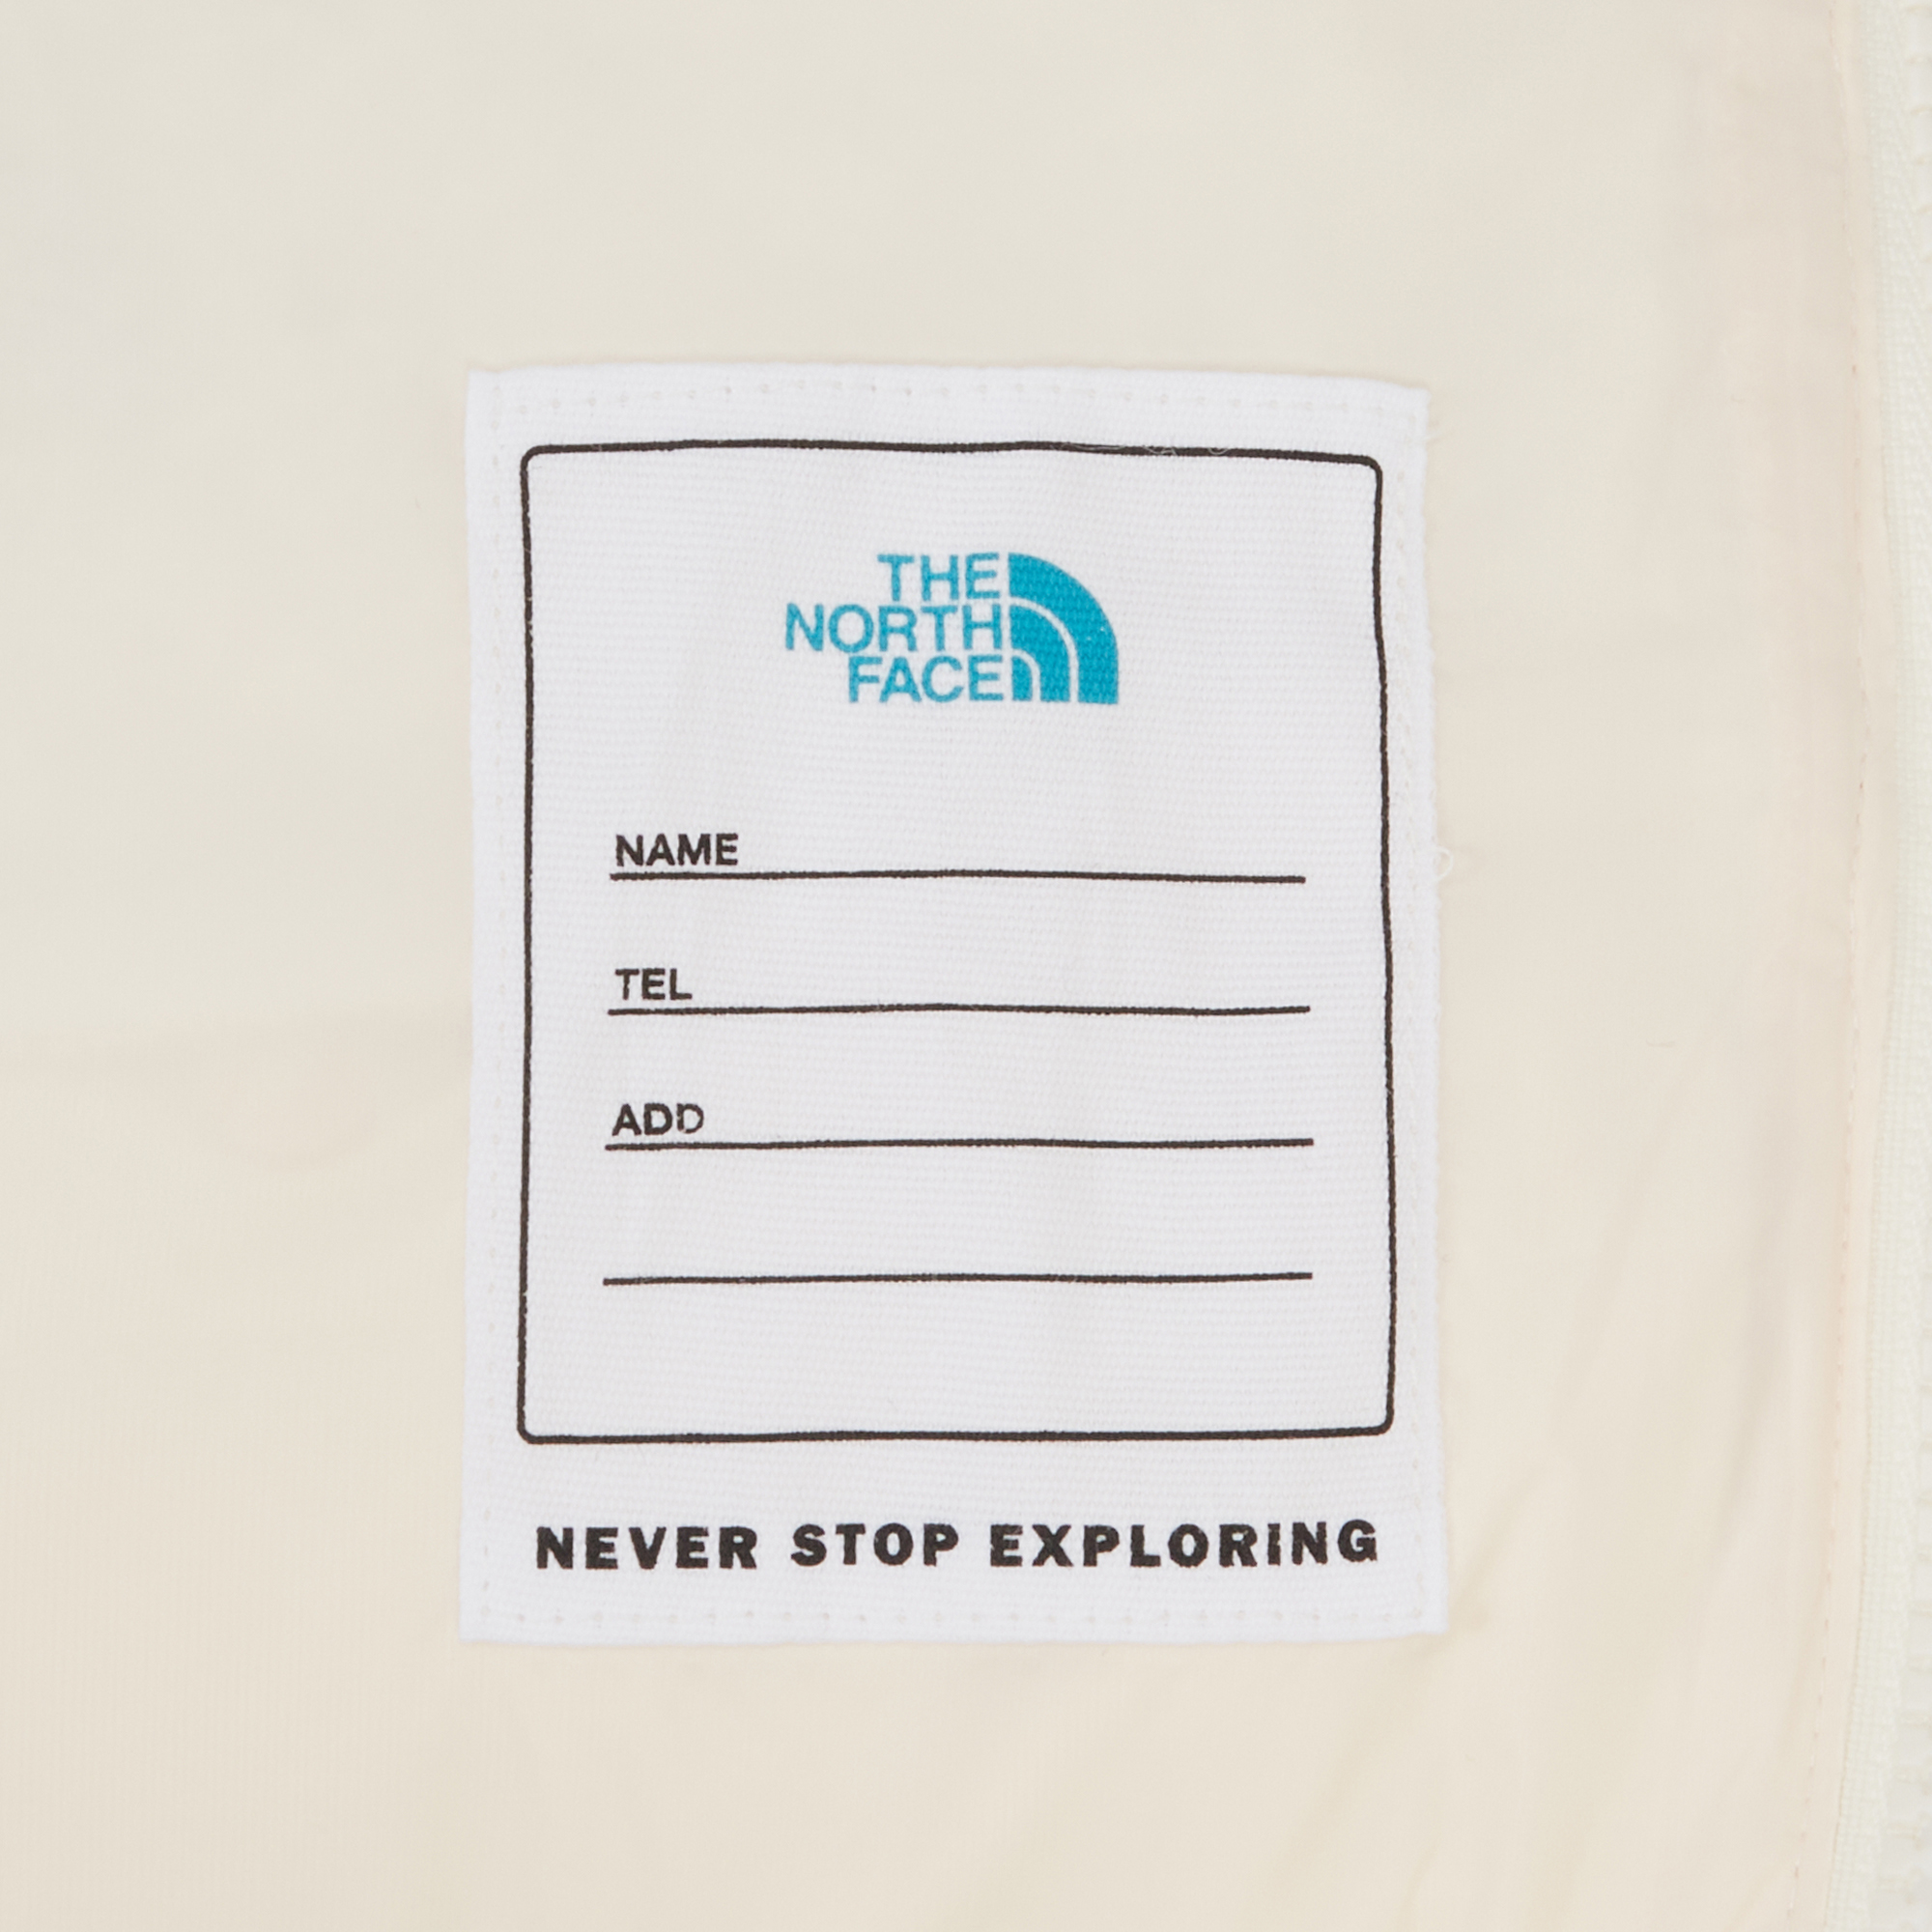 THE
NORTH
FACE
NAME
TEL
ADD
NEVER STOP EXPLORING